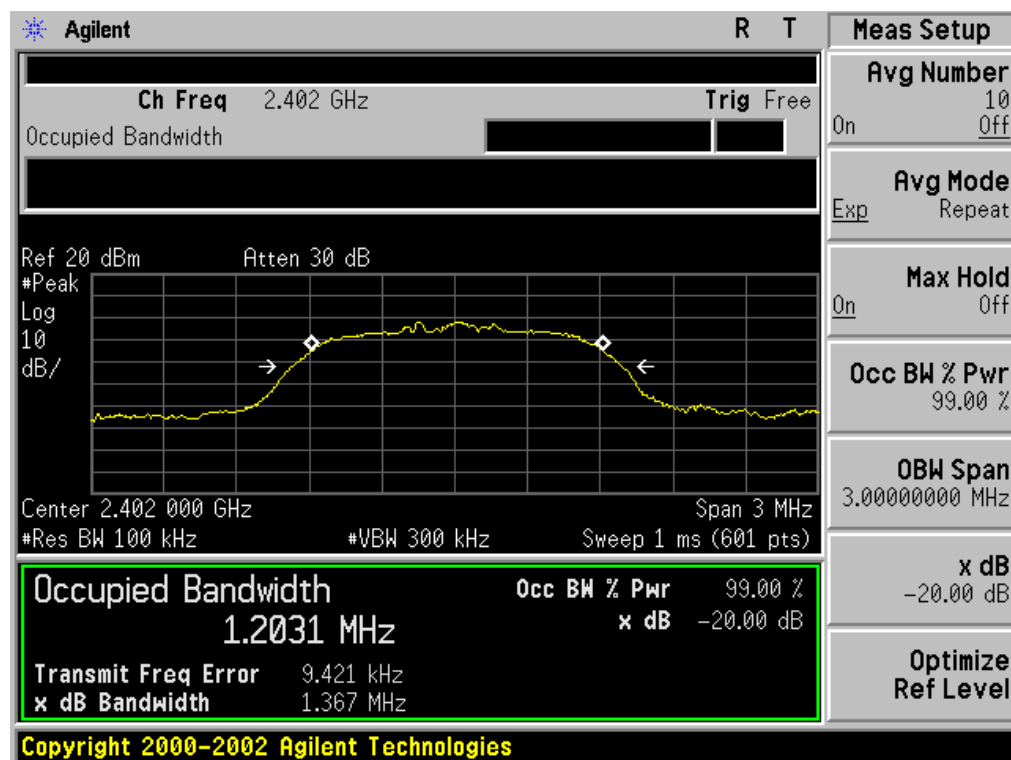 Agilent R T
Ch Freq 2.402 GHz Trig Free
Occupied Bandwidth
Ref 20 dBm Atten 30 dB
#Peak
Log
10
dB/
Center 2.402 000 GHz Span 3 MHz
#Res BW 100 kHz #VBW 300 kHz Sweep 1 ms (601 pts)
Occupied Bandwidth
1.2031 MHz
Occ BW % Pwr 99.00 %
x dB -20.00 dB
Transmit Freq Error 9.421 kHz
x dB Bandwidth 1.367 MHz
Copyright 2000-2002 Agilent Technologies
Meas Setup
Avg Number
10
On Off
Avg Mode
Exp Repeat
Max Hold
On Off
Occ BW % Pwr
99.00 %
OBW Span
3.00000000 MHz
x dB
-20.00 dB
Optimize
Ref Level